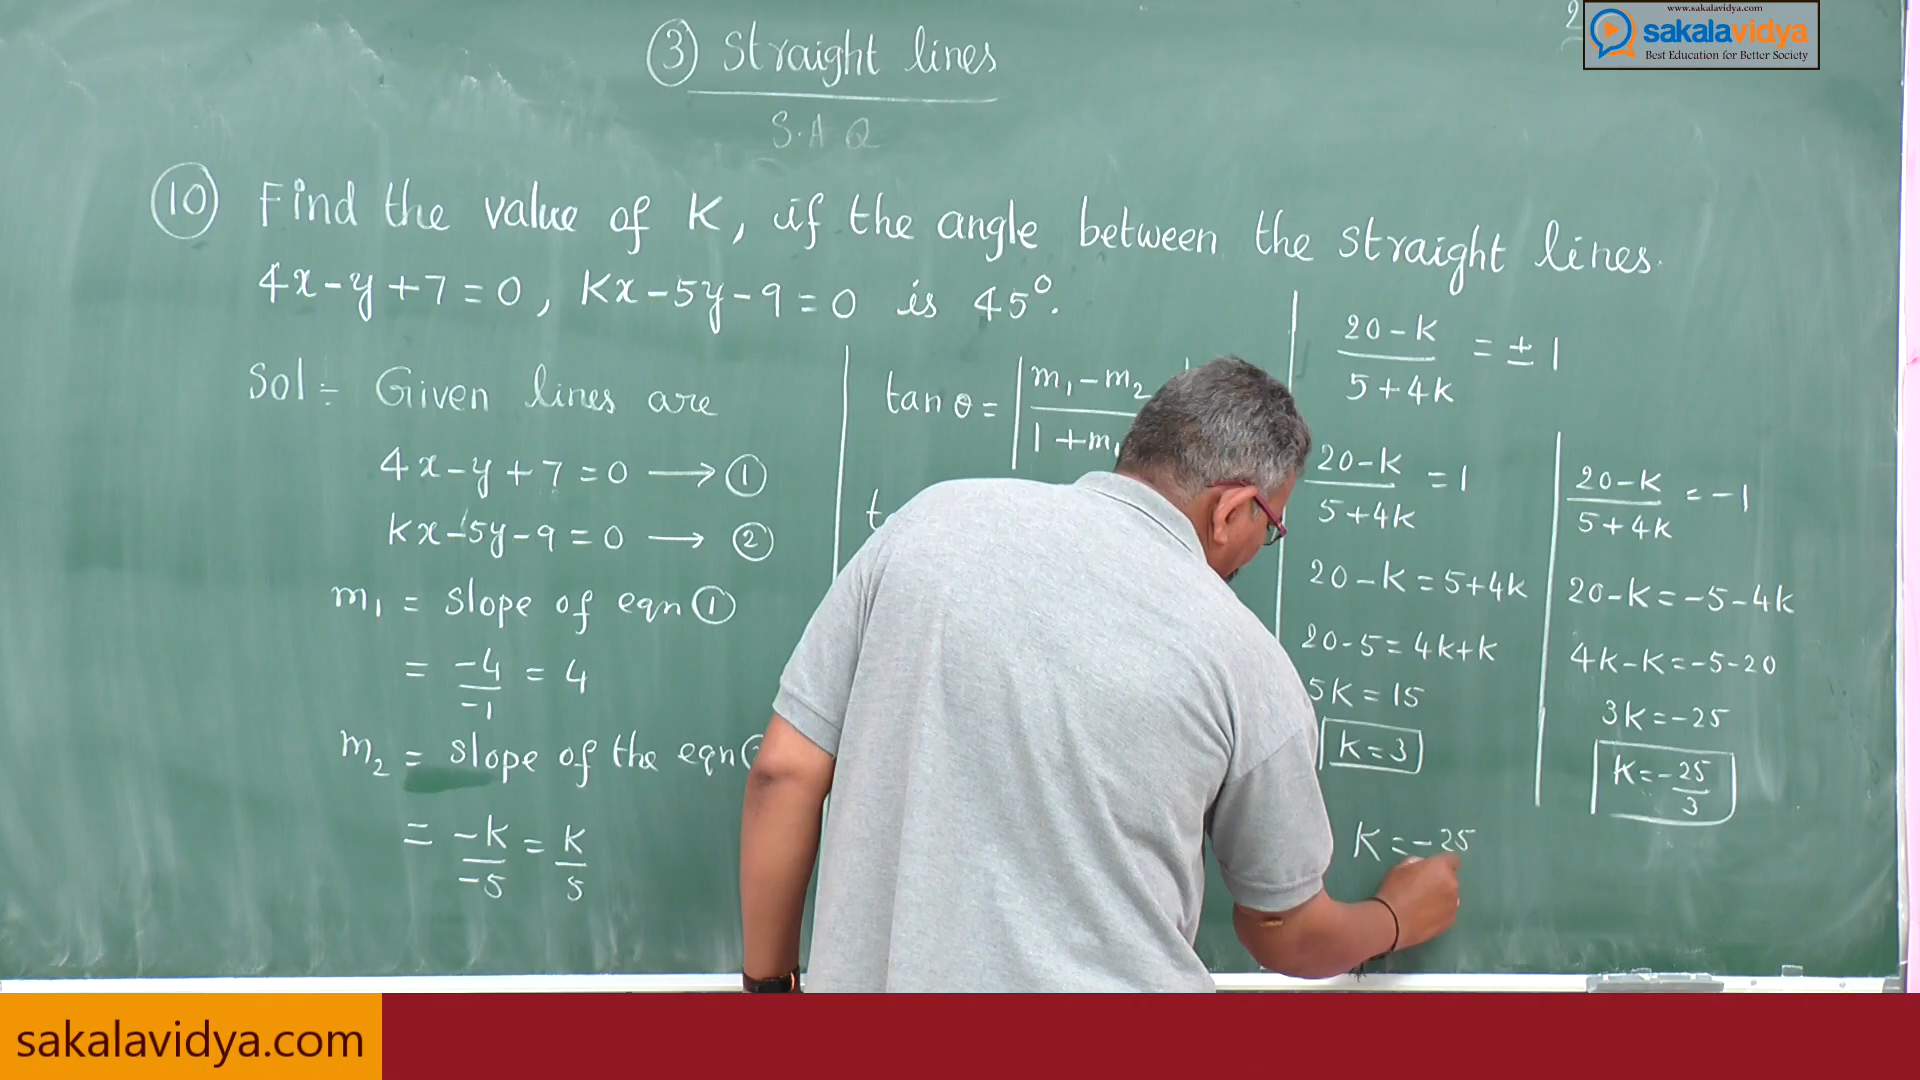 www.sakalavidya.com
sakalavidya
Best Education for Better Society
③ Straight lines
S.A.Q
⑩ Find the value of K, if the angle between the straight lines.
4x-y+7=0, Kx-5y-9=0 is 45°.
Sol:- Given lines are
4x-y+7=0 → ①
Kx-5y-9=0 → ②
m₁ = slope of eqn ①
= -4/-1 = 4
m₂ = slope of the eqn
= -K/-5 = K/5
tan θ = | m₁-m₂
1+m₁
20-K / 5+4K = ± 1
20-K / 5+4K = 1
20-K=5+4K
20-5=4K+K
5K=15
K=3
20-K / 5+4K = -1
20-K=-5-4K
4K-K=-5-20
3K=-25
K=-25/3
K=-25
sakalavidya.com